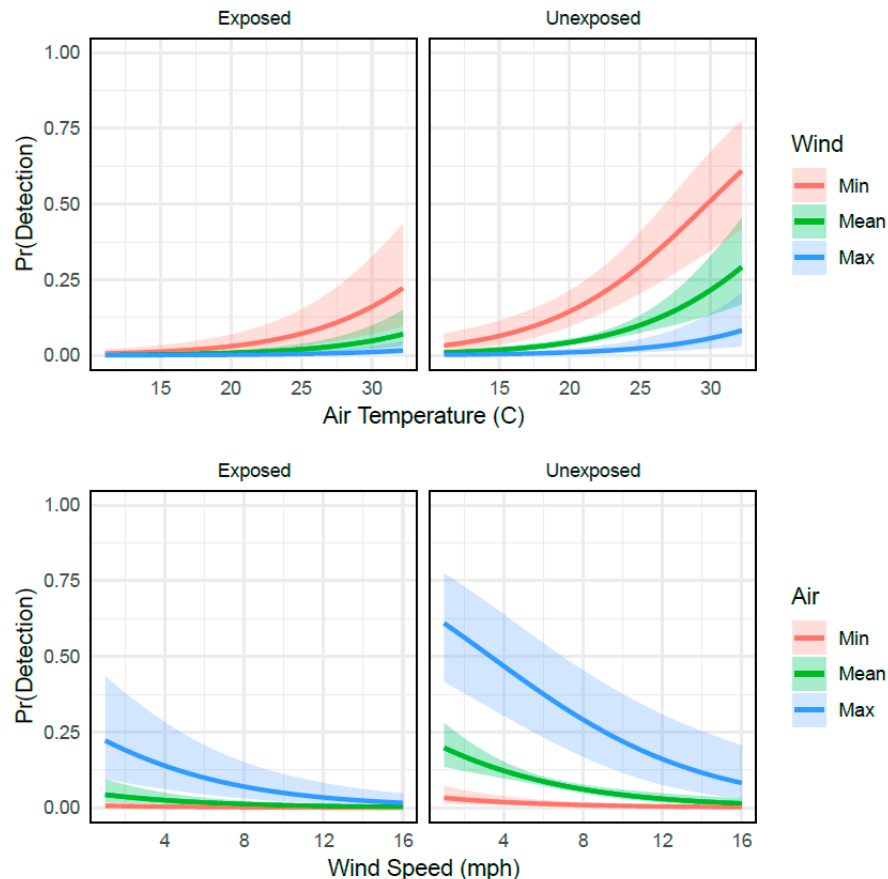 Exposed
Unexposed
1.00
0.75
0.50
0.25
0.00
Pr(Detection)
15
20
25
30
15
20
25
30
Air Temperature (C)
Wind
Min
Mean
Max
Exposed
Unexposed
1.00
0.75
0.50
0.25
0.00
Pr(Detection)
4
8
12
16
4
8
12
16
Wind Speed (mph)
Air
Min
Mean
Max